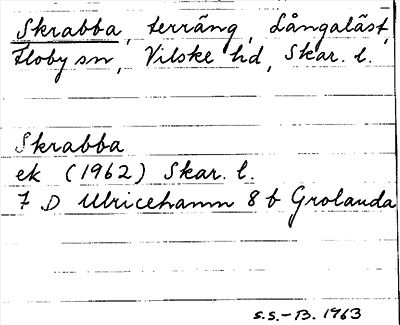 Skrabba, terräng, Långaläst,
Floby sn, Vilske hd, Skar. l.
Skrabba
ek (1962) Skar. l.
7 D Ulricehamn 8 b Grolanda
S.S.-B. 1963